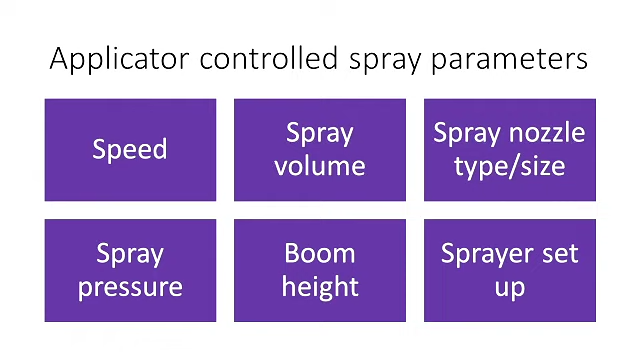 Applicator controlled spray parameters
Speed
Spray
volume
Spray nozzle
type/size
Spray
pressure
Boom
height
Sprayer set
up